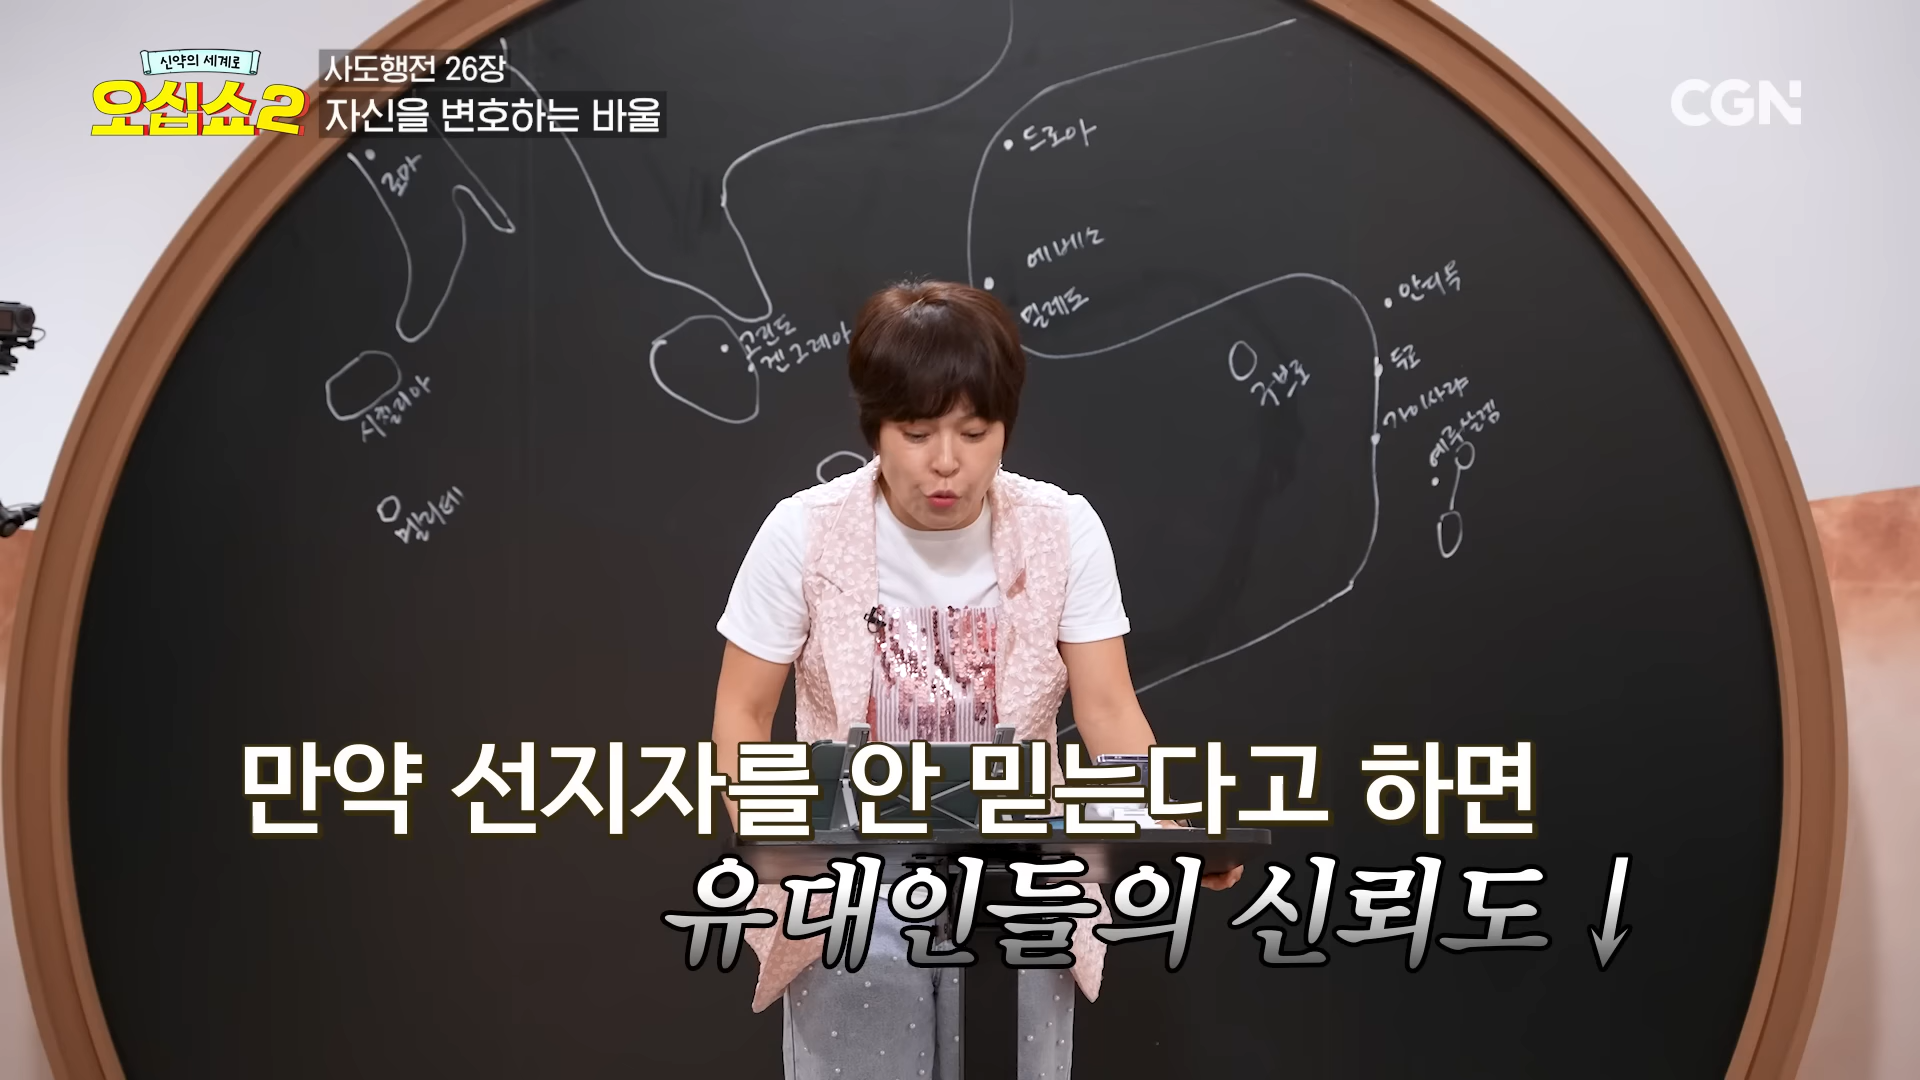 신약의 세계로
오십쇼2
사도행전 26장
자신을 변호하는 바울
CGN
로마
드로아
에베소
밀레도
안디옥
고린도
겐그레아
두로
구브로
가이사랴
시칠리아
예루살렘
멜리데
만약 선지자를 안 믿는다고 하면
유대인들의 신뢰도 ↓